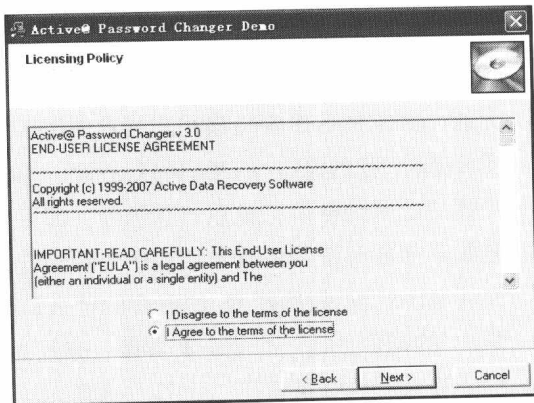 Active@ Password Changer Demo
Licensing Policy
Active@ Password Changer v 3.0
END-USER LICENSE AGREEMENT
~~~~~~~~~~~~~~~~~~~~~~~~~~~~~~~~~~~~~~~~~~~~~~~~
Copyright (c) 1999-2007 Active Data Recovery Software
All rights reserved.
~~~~~~~~~~~~~~~~~~~~~~~~~~~~~~~~~~~~~~~~~~~~~~~~
IMPORTANT-READ CAREFULLY: This End-User License
Agreement ("EULA") is a legal agreement between you
(either an individual or a single entity) and The
I Disagree to the terms of the license
I Agree to the terms of the license
< Back
Next >
Cancel